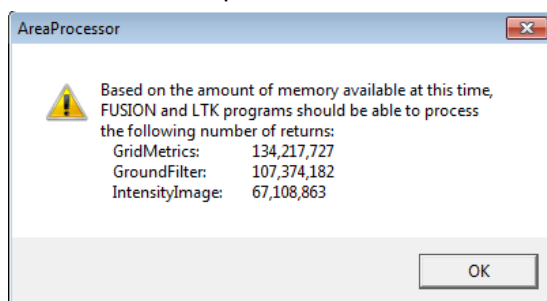 AreaProcessor
Based on the amount of memory available at this time,
FUSION and LTK programs should be able to process
the following number of returns:
GridMetrics: 134,217,727
GroundFilter: 107,374,182
IntensityImage: 67,108,863
OK